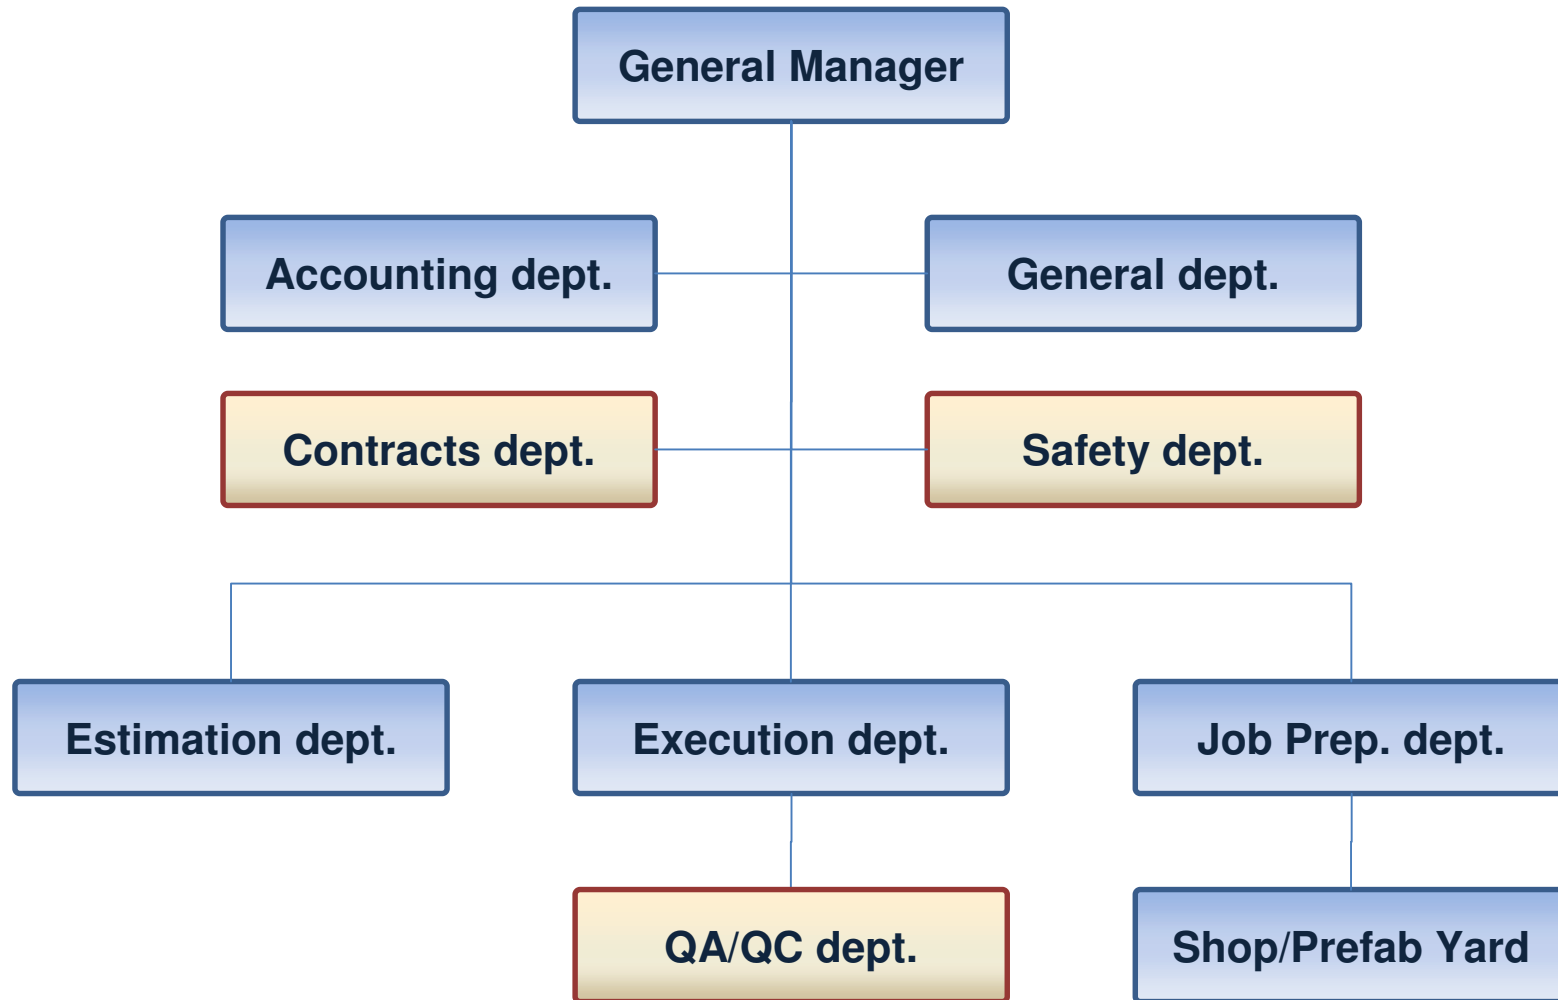 General Manager
Accounting dept.
General dept.
Contracts dept.
Safety dept.
Estimation dept.
Execution dept.
Job Prep. dept.
QA/QC dept.
Shop/Prefab Yard